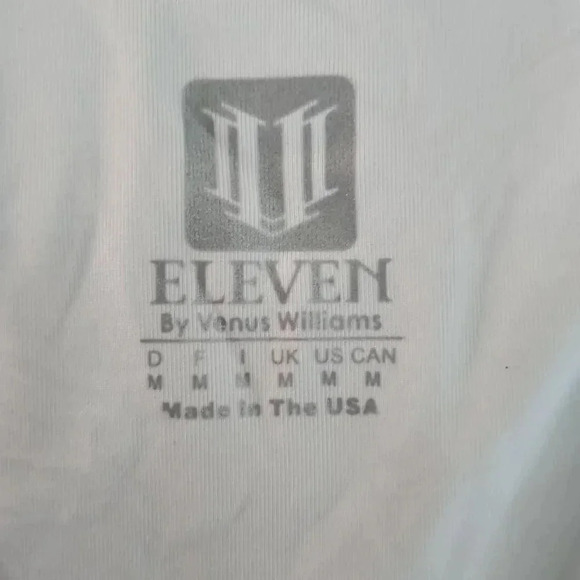 ELEVEN
By Venus Williams
D F I UK US CAN
M M M M M M
Made In The USA